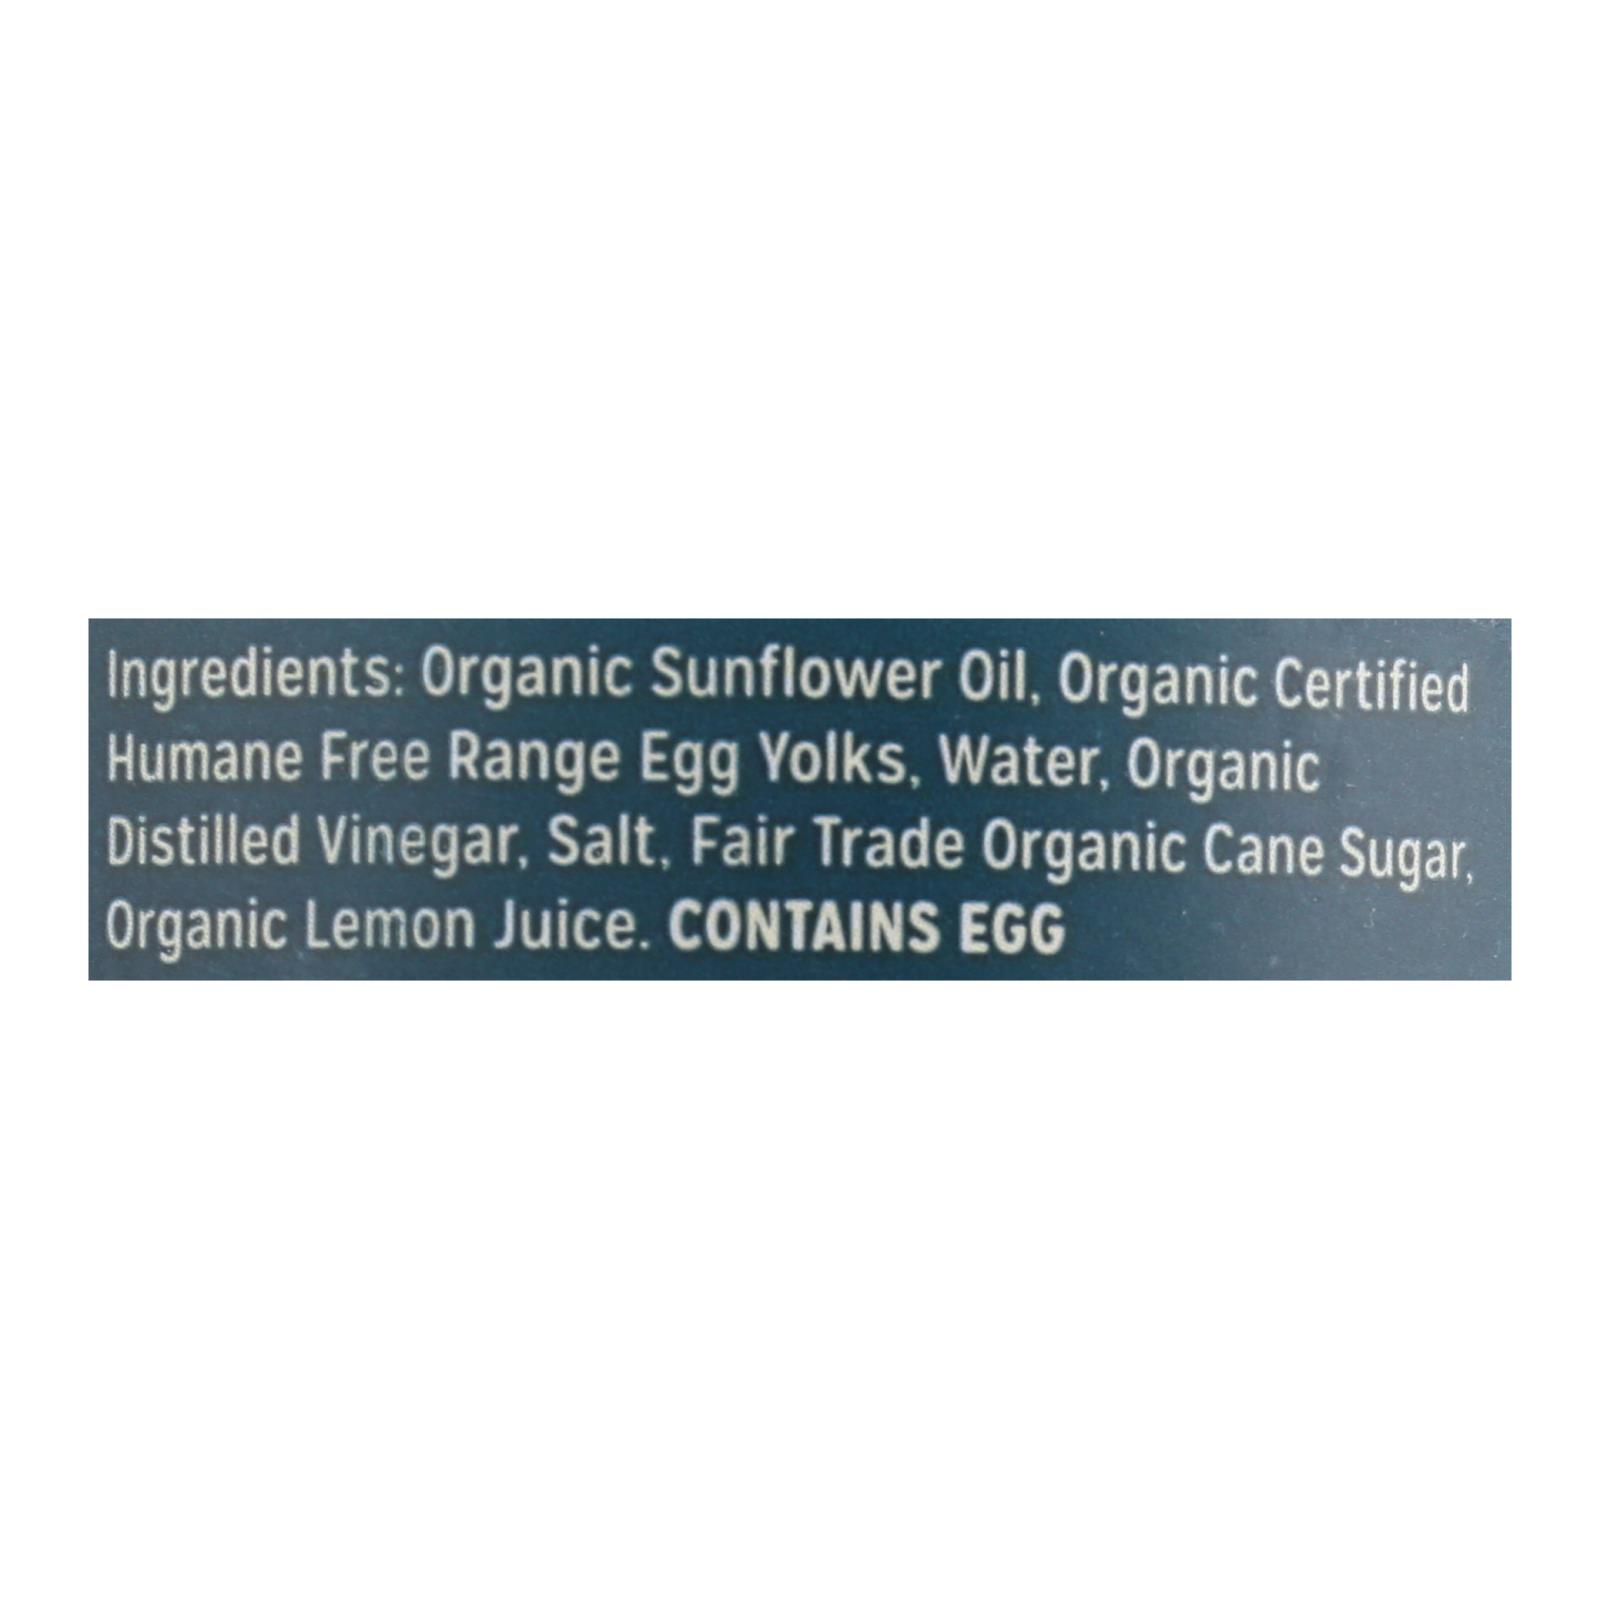 Ingredients: Organic Sunflower Oil, Organic Certified
Humane Free Range Egg Yolks, Water, Organic
Distilled Vinegar, Salt, Fair Trade Organic Cane Sugar,
Organic Lemon Juice. CONTAINS EGG